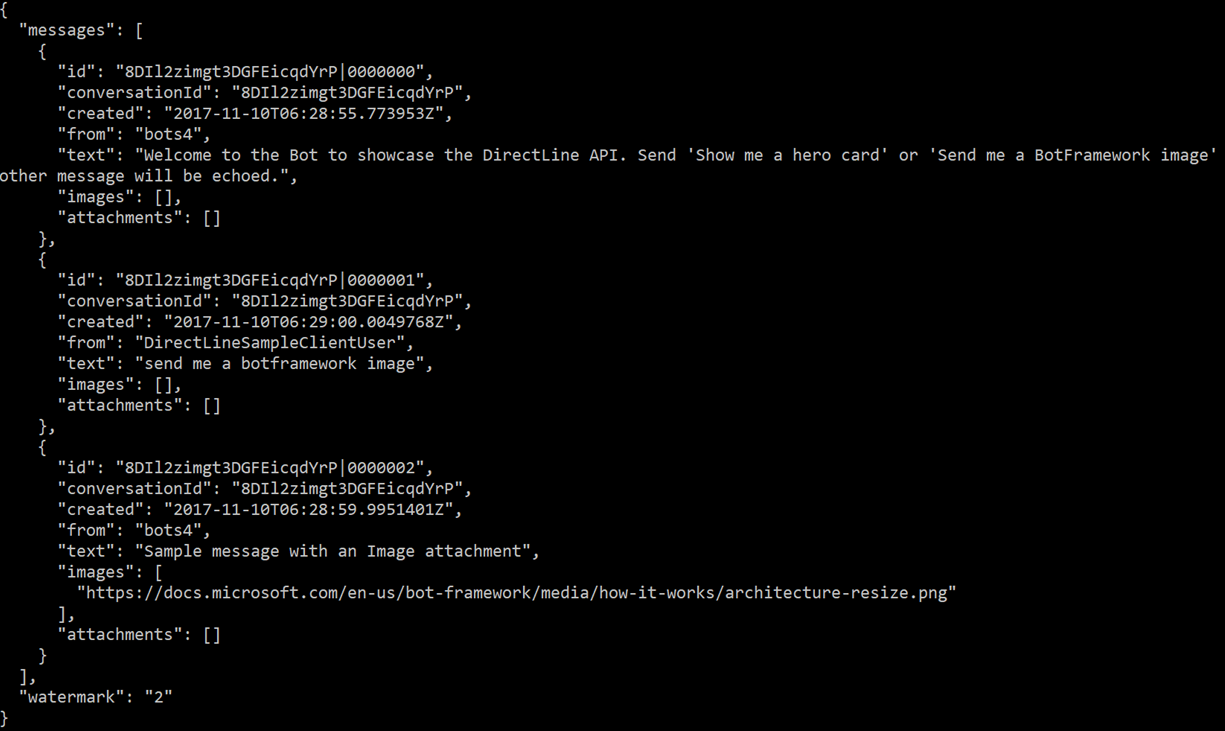 {
  "messages": [
    {
      "id": "8DIl2zimgt3DGFEicqdYrP|0000000",
      "conversationId": "8DIl2zimgt3DGFEicqdYrP",
      "created": "2017-11-10T06:28:55.773953Z",
      "from": "bots4",
      "text": "Welcome to the Bot to showcase the DirectLine API. Send 'Show me a hero card' or 'Send me a BotFramework image'
other message will be echoed.",
      "images": [],
      "attachments": []
    },
    {
      "id": "8DIl2zimgt3DGFEicqdYrP|0000001",
      "conversationId": "8DIl2zimgt3DGFEicqdYrP",
      "created": "2017-11-10T06:29:00.0049768Z",
      "from": "DirectLineSampleClientUser",
      "text": "send me a botframework image",
      "images": [],
      "attachments": []
    },
    {
      "id": "8DIl2zimgt3DGFEicqdYrP|0000002",
      "conversationId": "8DIl2zimgt3DGFEicqdYrP",
      "created": "2017-11-10T06:28:59.9951401Z",
      "from": "bots4",
      "text": "Sample message with an Image attachment",
      "images": [
        "https://docs.microsoft.com/en-us/bot-framework/media/how-it-works/architecture-resize.png"
      ],
      "attachments": []
    }
  ],
  "watermark": "2"
}